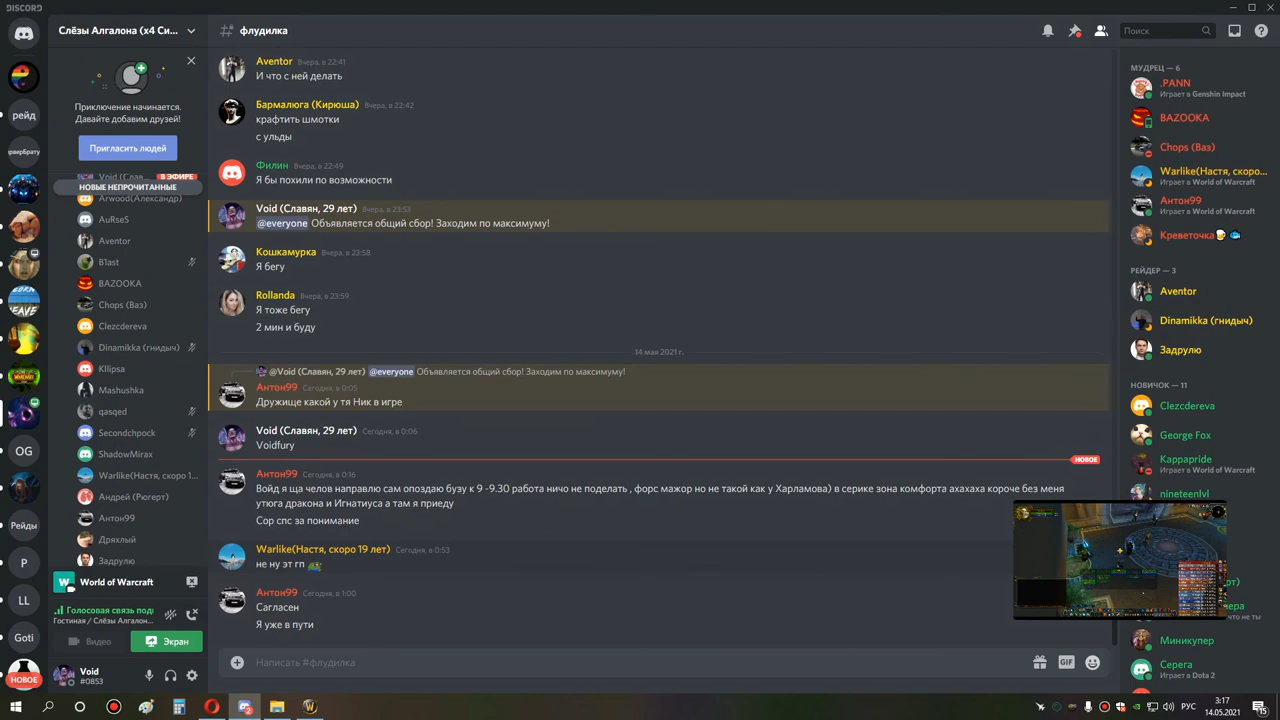 DISCORD
Слёзы Алгалона (x4 Си...
флудилка
Поиск
Приключение начинается.
Давайте добавим друзей!
Пригласить людей
Void (Слав...
В ЭФИРЕ
НОВЫЕ НЕПРОЧИТАННЫЕ
Arwood(Александр)
AuRseS
Aventor
B1ast
BAZOOKA
Chops (Ваз)
Clezcdereva
Dinamikka (гнидыч)
Kllipsa
Mashushka
qasqed
Secondchpock
ShadowMirax
Warlike(Настя, скоро 1...
Андрей (Рюгерт)
Антон99
Дряхлый
Задрулю
World of Warcraft
Гостиная / Слёзы Алгалон...
Видео
Экран
Void
#0853
рейд
OG
Рейды
P
LL
Goti
НОВОЕ
Aventor Вчера, в 22:41
И что с ней делать
Бармалюга (Кирюша) Вчера, в 22:42
крафтить шмотки
с ульды
Филин Вчера, в 22:49
Я бы похили по возможности
Void (Славян, 29 лет) Вчера, в 23:53
@everyone Объявляется общий сбор! Заходим по максимуму!
Кошкамурка Вчера, в 23:58
Я бегу
Rollanda Вчера, в 23:59
Я тоже бегу
2 мин и буду
14 мая 2021 г.
@Void (Славян, 29 лет) @everyone Объявляется общий сбор! Заходим по максимуму!
Антон99 Сегодня, в 0:05
Дружище какой у тя Ник в игре
Void (Славян, 29 лет) Сегодня, в 0:06
Voidfury
НОВОЕ
Антон99 Сегодня, в 0:16
Войд я ща челов направлю сам опоздаю бузу к 9 -9.30 работа ничо не поделать , форс мажор но не такой как у Харламова) в серике зона комфорта ахахаха короче без меня
утюга дракона и Игнатиуса а там я приеду
Сор спс за понимание
Warlike(Настя, скоро 19 лет) Сегодня, в 0:53
не ну эт гп
Антон99 Сегодня, в 1:00
Сагласен
Я уже в пути
Написать #флудилка
GIF
МУДРЕЦ — 6
.PANN
Играет в Genshin Impact
BAZOOKA
Chops (Ваз)
Warlike(Настя, скоро...
Играет в World of Warcraft
Антон99
Играет в World of Warcraft
Креветочка
РЕЙДЕР — 3
Aventor
Dinamikka (гнидыч)
Задрулю
НОВИЧОК — 11
Clezcdereva
George Fox
Kappapride
Играет в World of Warcraft
nineteenlvl
Миникупер
Серега
Играет в Dota 2
РУС
3:17
14.05.2021
15